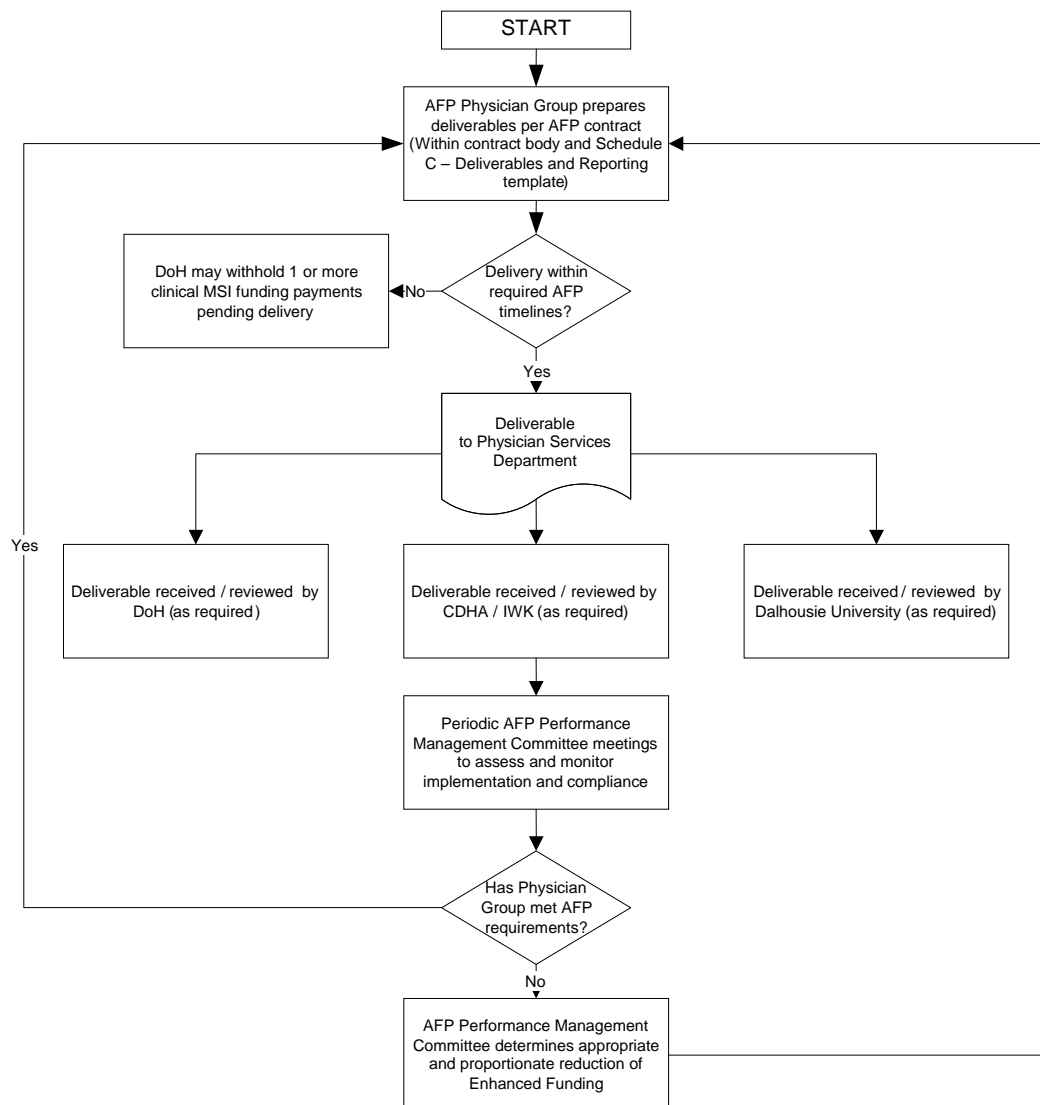 START
AFP Physician Group prepares
deliverables per AFP contract
(Within contract body and Schedule
C – Deliverables and Reporting
template)
DoH may withhold 1 or more
clinical MSI funding payments
pending delivery
No
Delivery within
required AFP
timelines?
Yes
Deliverable
to Physician Services
Department
Yes
Deliverable received / reviewed by
DoH (as required)
Deliverable received / reviewed by
CDHA / IWK (as required)
Deliverable received / reviewed by
Dalhousie University (as required)
Periodic AFP Performance
Management Committee meetings
to assess and monitor
implementation and compliance
Has Physician
Group met AFP
requirements?
No
AFP Performance Management
Committee determines appropriate
and proportionate reduction of
Enhanced Funding